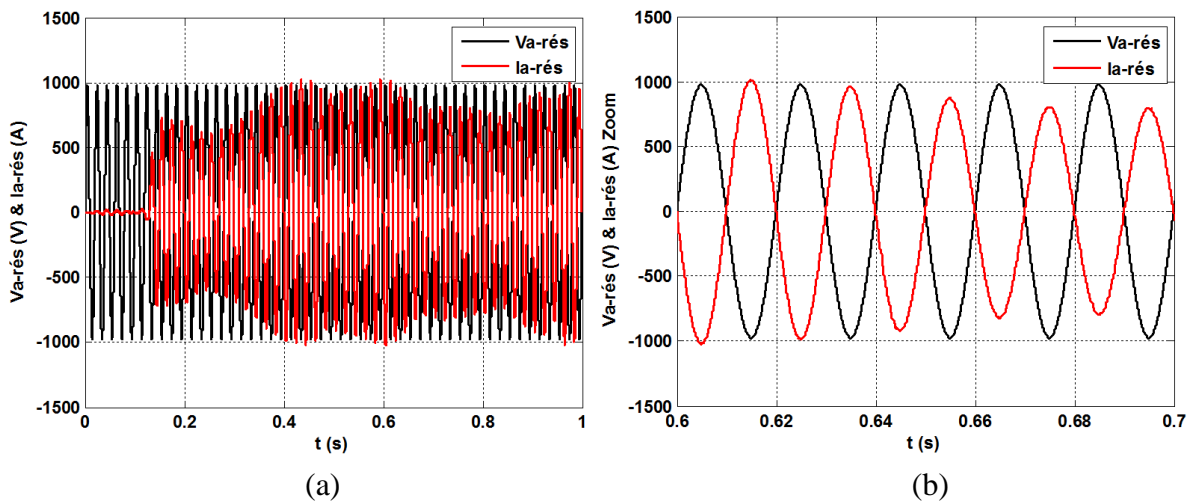 Va-rés (V) & Ia-rés (A)
1500
1000
500
0
-500
-1000
-1500
Va-rés
Ia-rés
0
0.2
0.4
0.6
0.8
1
t (s)
(a)
Va-rés (V) & Ia-rés (A) Zoom
1500
1000
500
0
-500
-1000
-1500
Va-rés
Ia-rés
0.6
0.62
0.64
0.66
0.68
0.7
t (s)
(b)